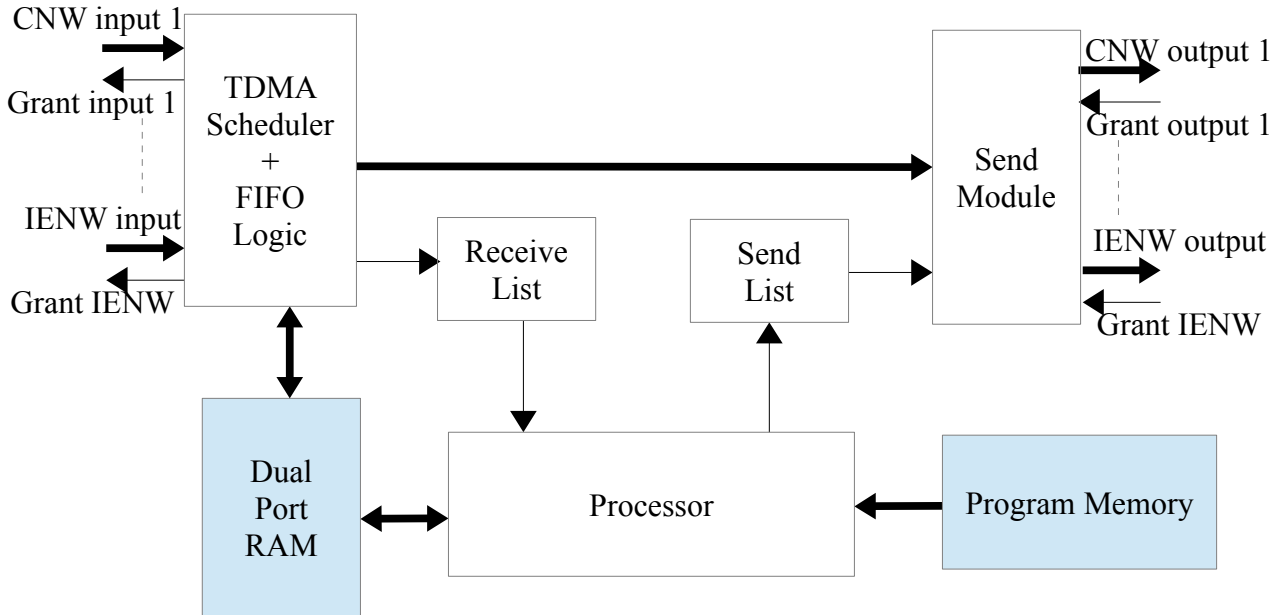 CNW input 1
Grant input 1
IENW input
Grant IENW
TDMA
Scheduler
+
FIFO
Logic
Receive
List
Send
List
Send
Module
CNW output 1
Grant output 1
IENW output
Grant IENW
Dual
Port
RAM
Processor
Program Memory